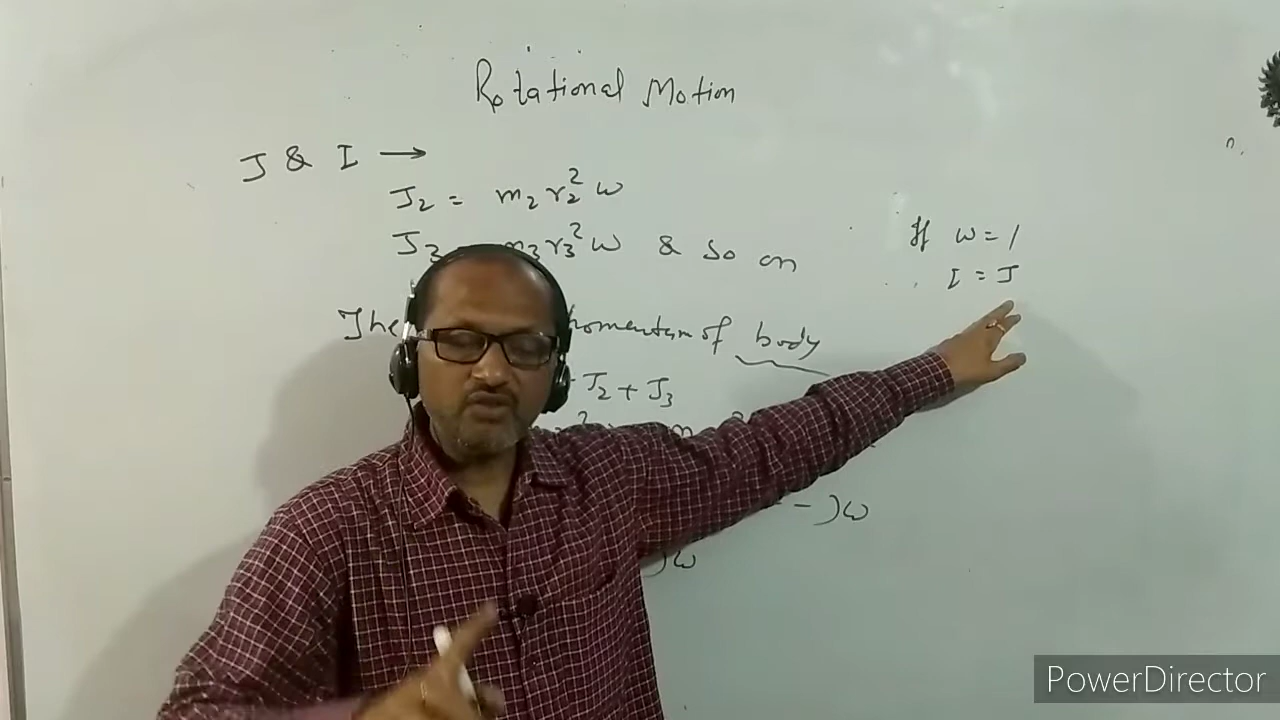 Rotational Motion
J & I →
J₂ = m₂ r₂² ω
J₃ m₃ r₃² ω & so on
If ω = 1
I = J
The momentum of body
J₂ + J₃
- ) ω
) ω
PowerDirector